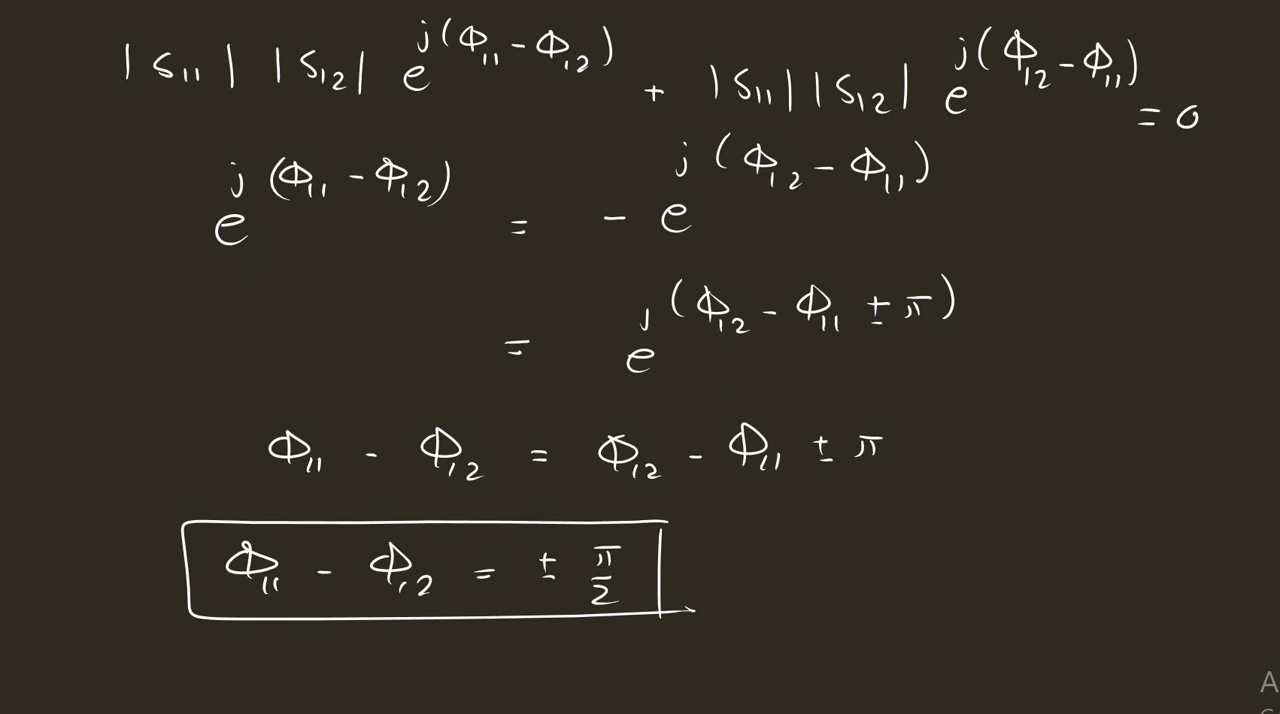 |S₁₁| |S₁₂| e^{j(Φ₁₁ - Φ₁₂)} + |S₁₁||S₁₂| e^{j(Φ₁₂ - Φ₁₁)} = 0
e^{j(Φ₁₁ - Φ₁₂)} = - e^{j(Φ₁₂ - Φ₁₁)}
= e^{j(Φ₁₂ - Φ₁₁ ± π)}
Φ₁₁ - Φ₁₂ = Φ₁₂ - Φ₁₁ ± π
Φ₁₁ - Φ₁₂ = ± π/2
A